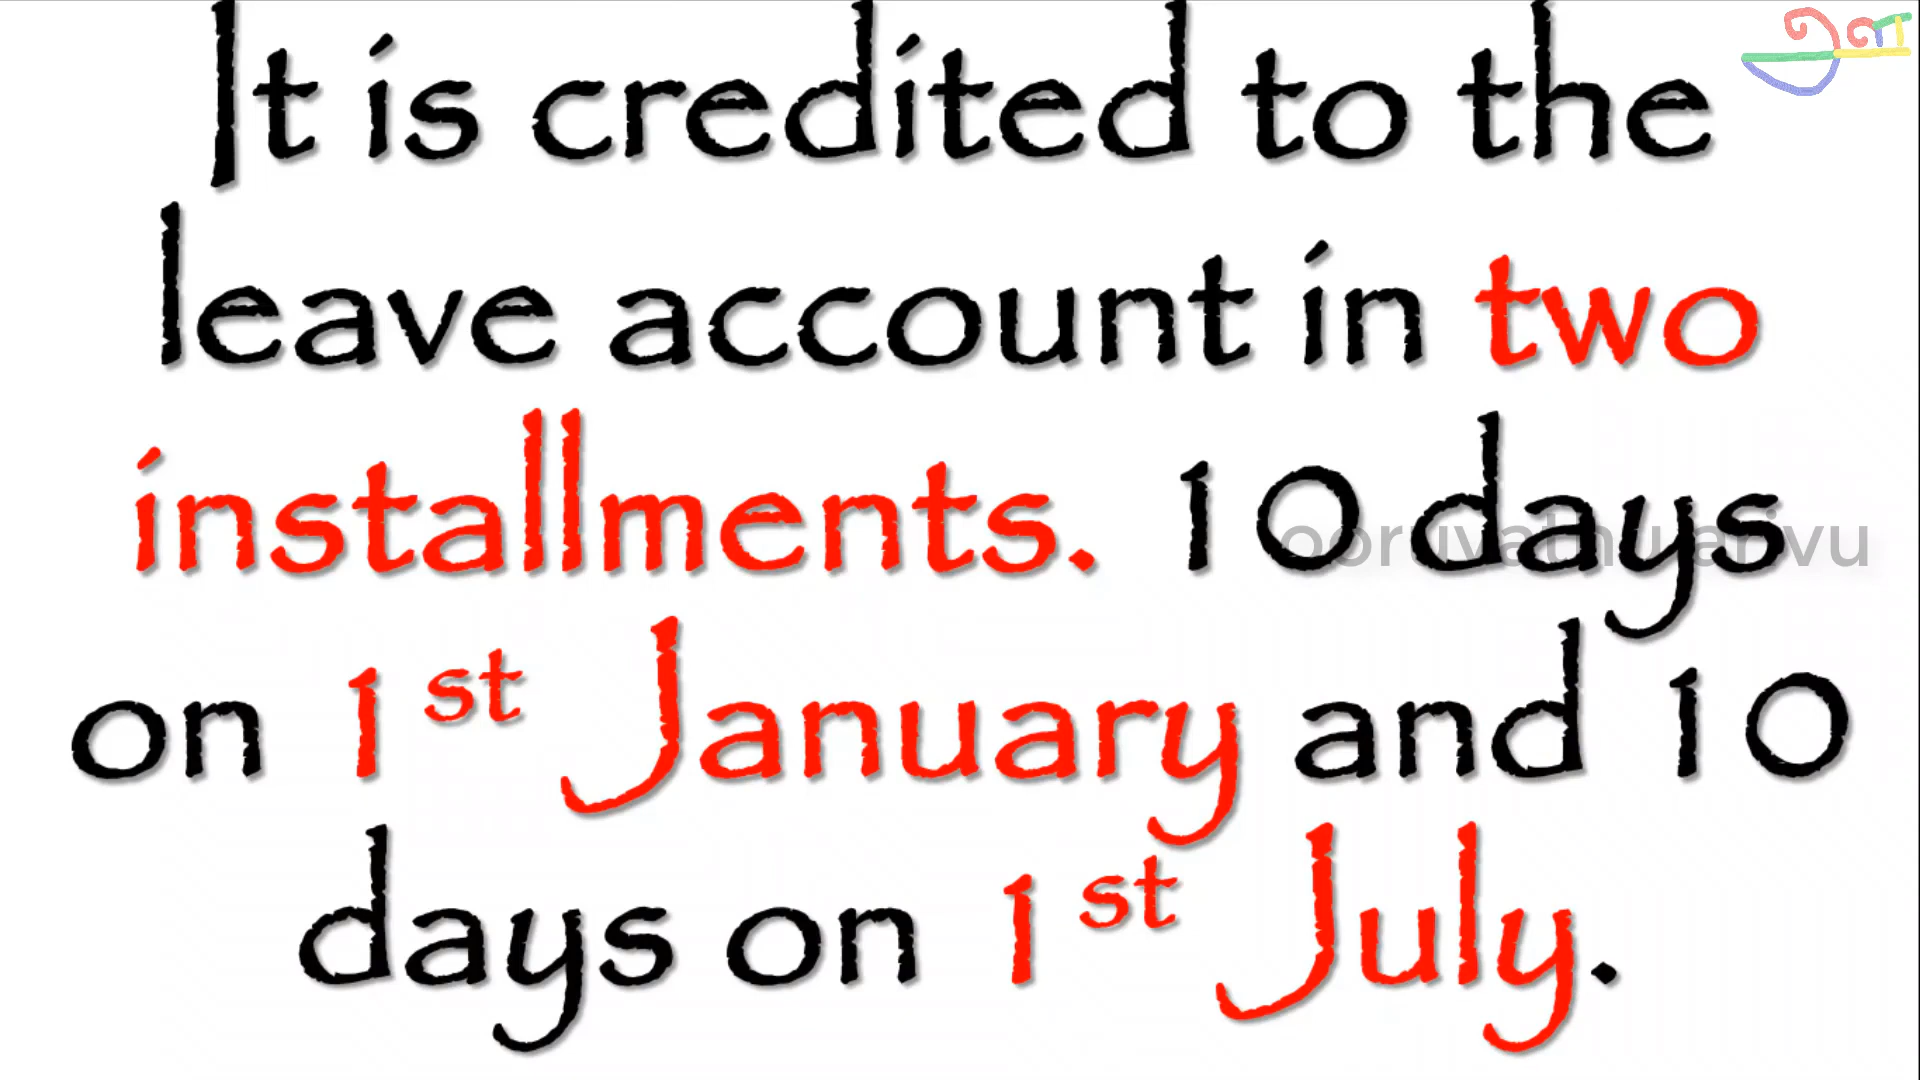 It is credited to the
leave account in two
installments. 10 days
on 1st January and 10
days on 1st July.